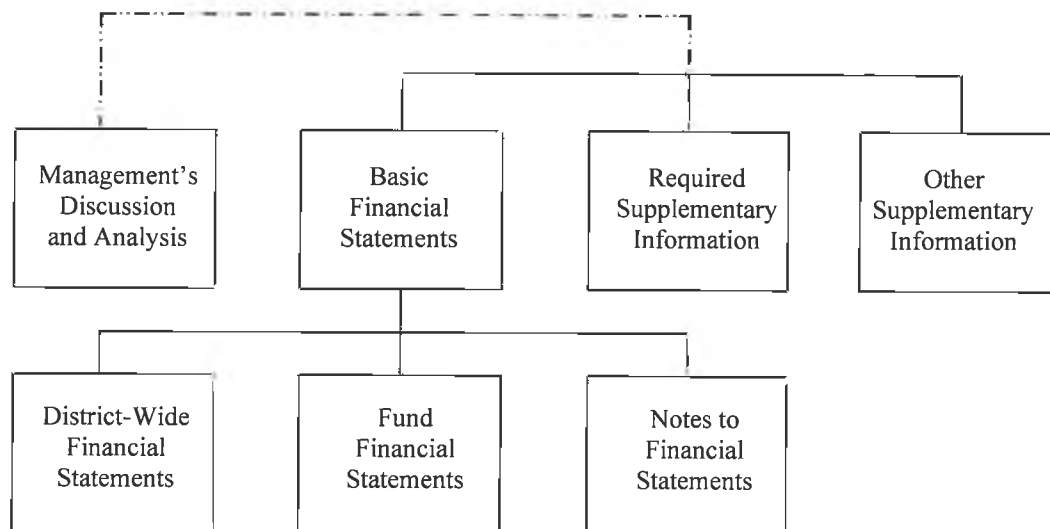 Management’s
Discussion
and Analysis
Basic
Financial
Statements
Required
Supplementary
Information
Other
Supplementary
Information
District-Wide
Financial
Statements
Fund
Financial
Statements
Notes to
Financial
Statements